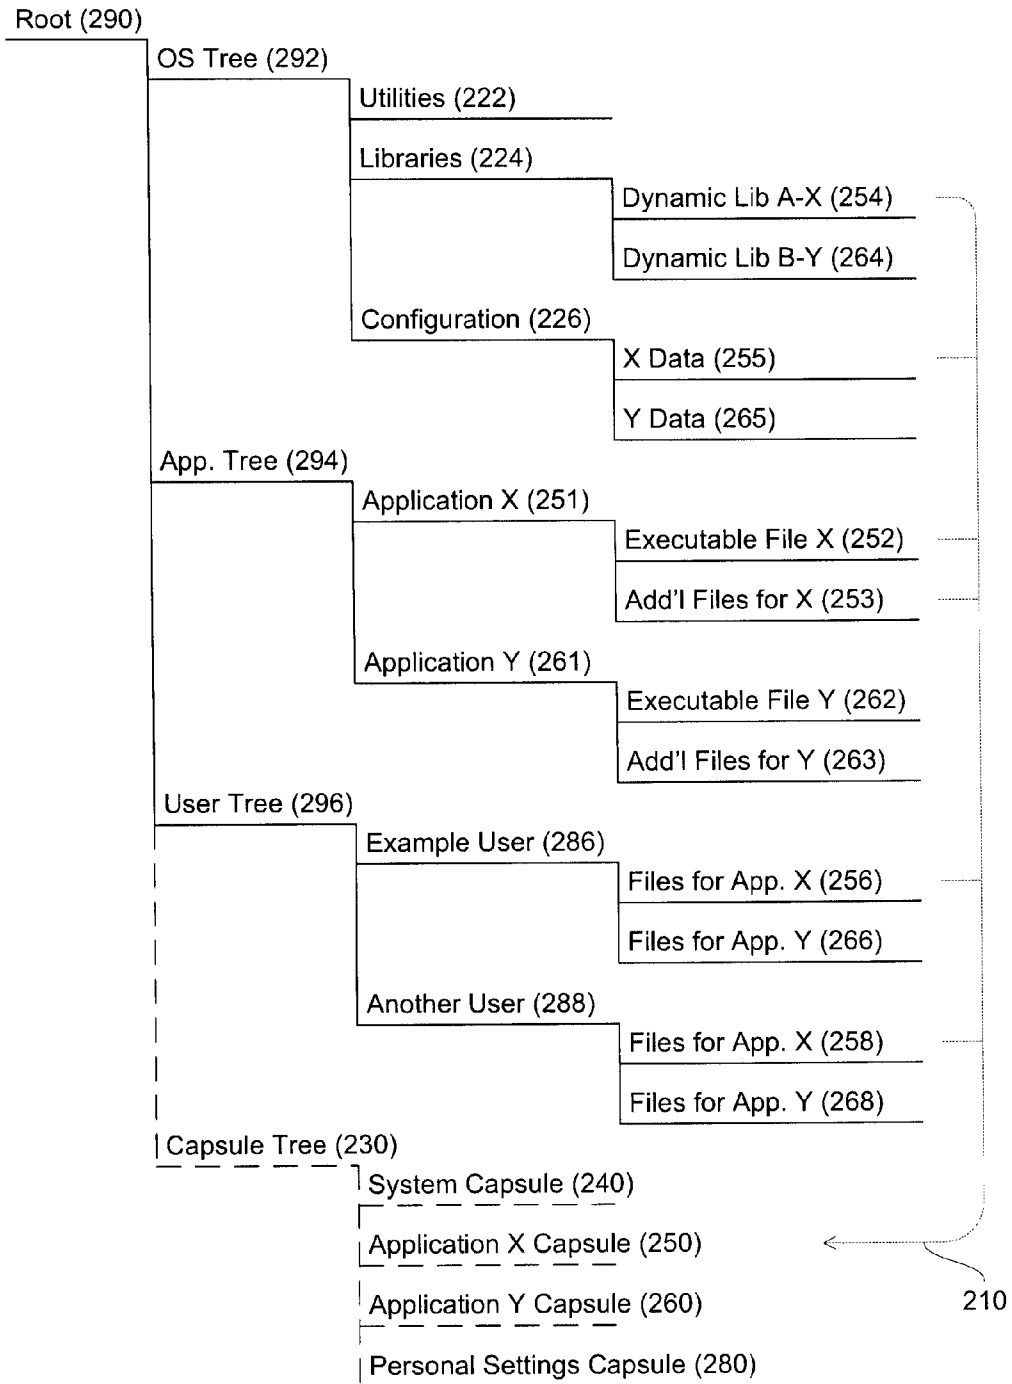 Root (290)
OS Tree (292)
Utilities (222)
Libraries (224)
Dynamic Lib A-X (254)
Dynamic Lib B-Y (264)
Configuration (226)
X Data (255)
Y Data (265)
App. Tree (294)
Application X (251)
Executable File X (252)
Add'l Files for X (253)
Application Y (261)
Executable File Y (262)
Add'l Files for Y (263)
User Tree (296)
Example User (286)
Files for App. X (256)
Files for App. Y (266)
Another User (288)
Files for App. X (258)
Files for App. Y (268)
Capsule Tree (230)
System Capsule (240)
Application X Capsule (250)
210
Application Y Capsule (260)
Personal Settings Capsule (280)